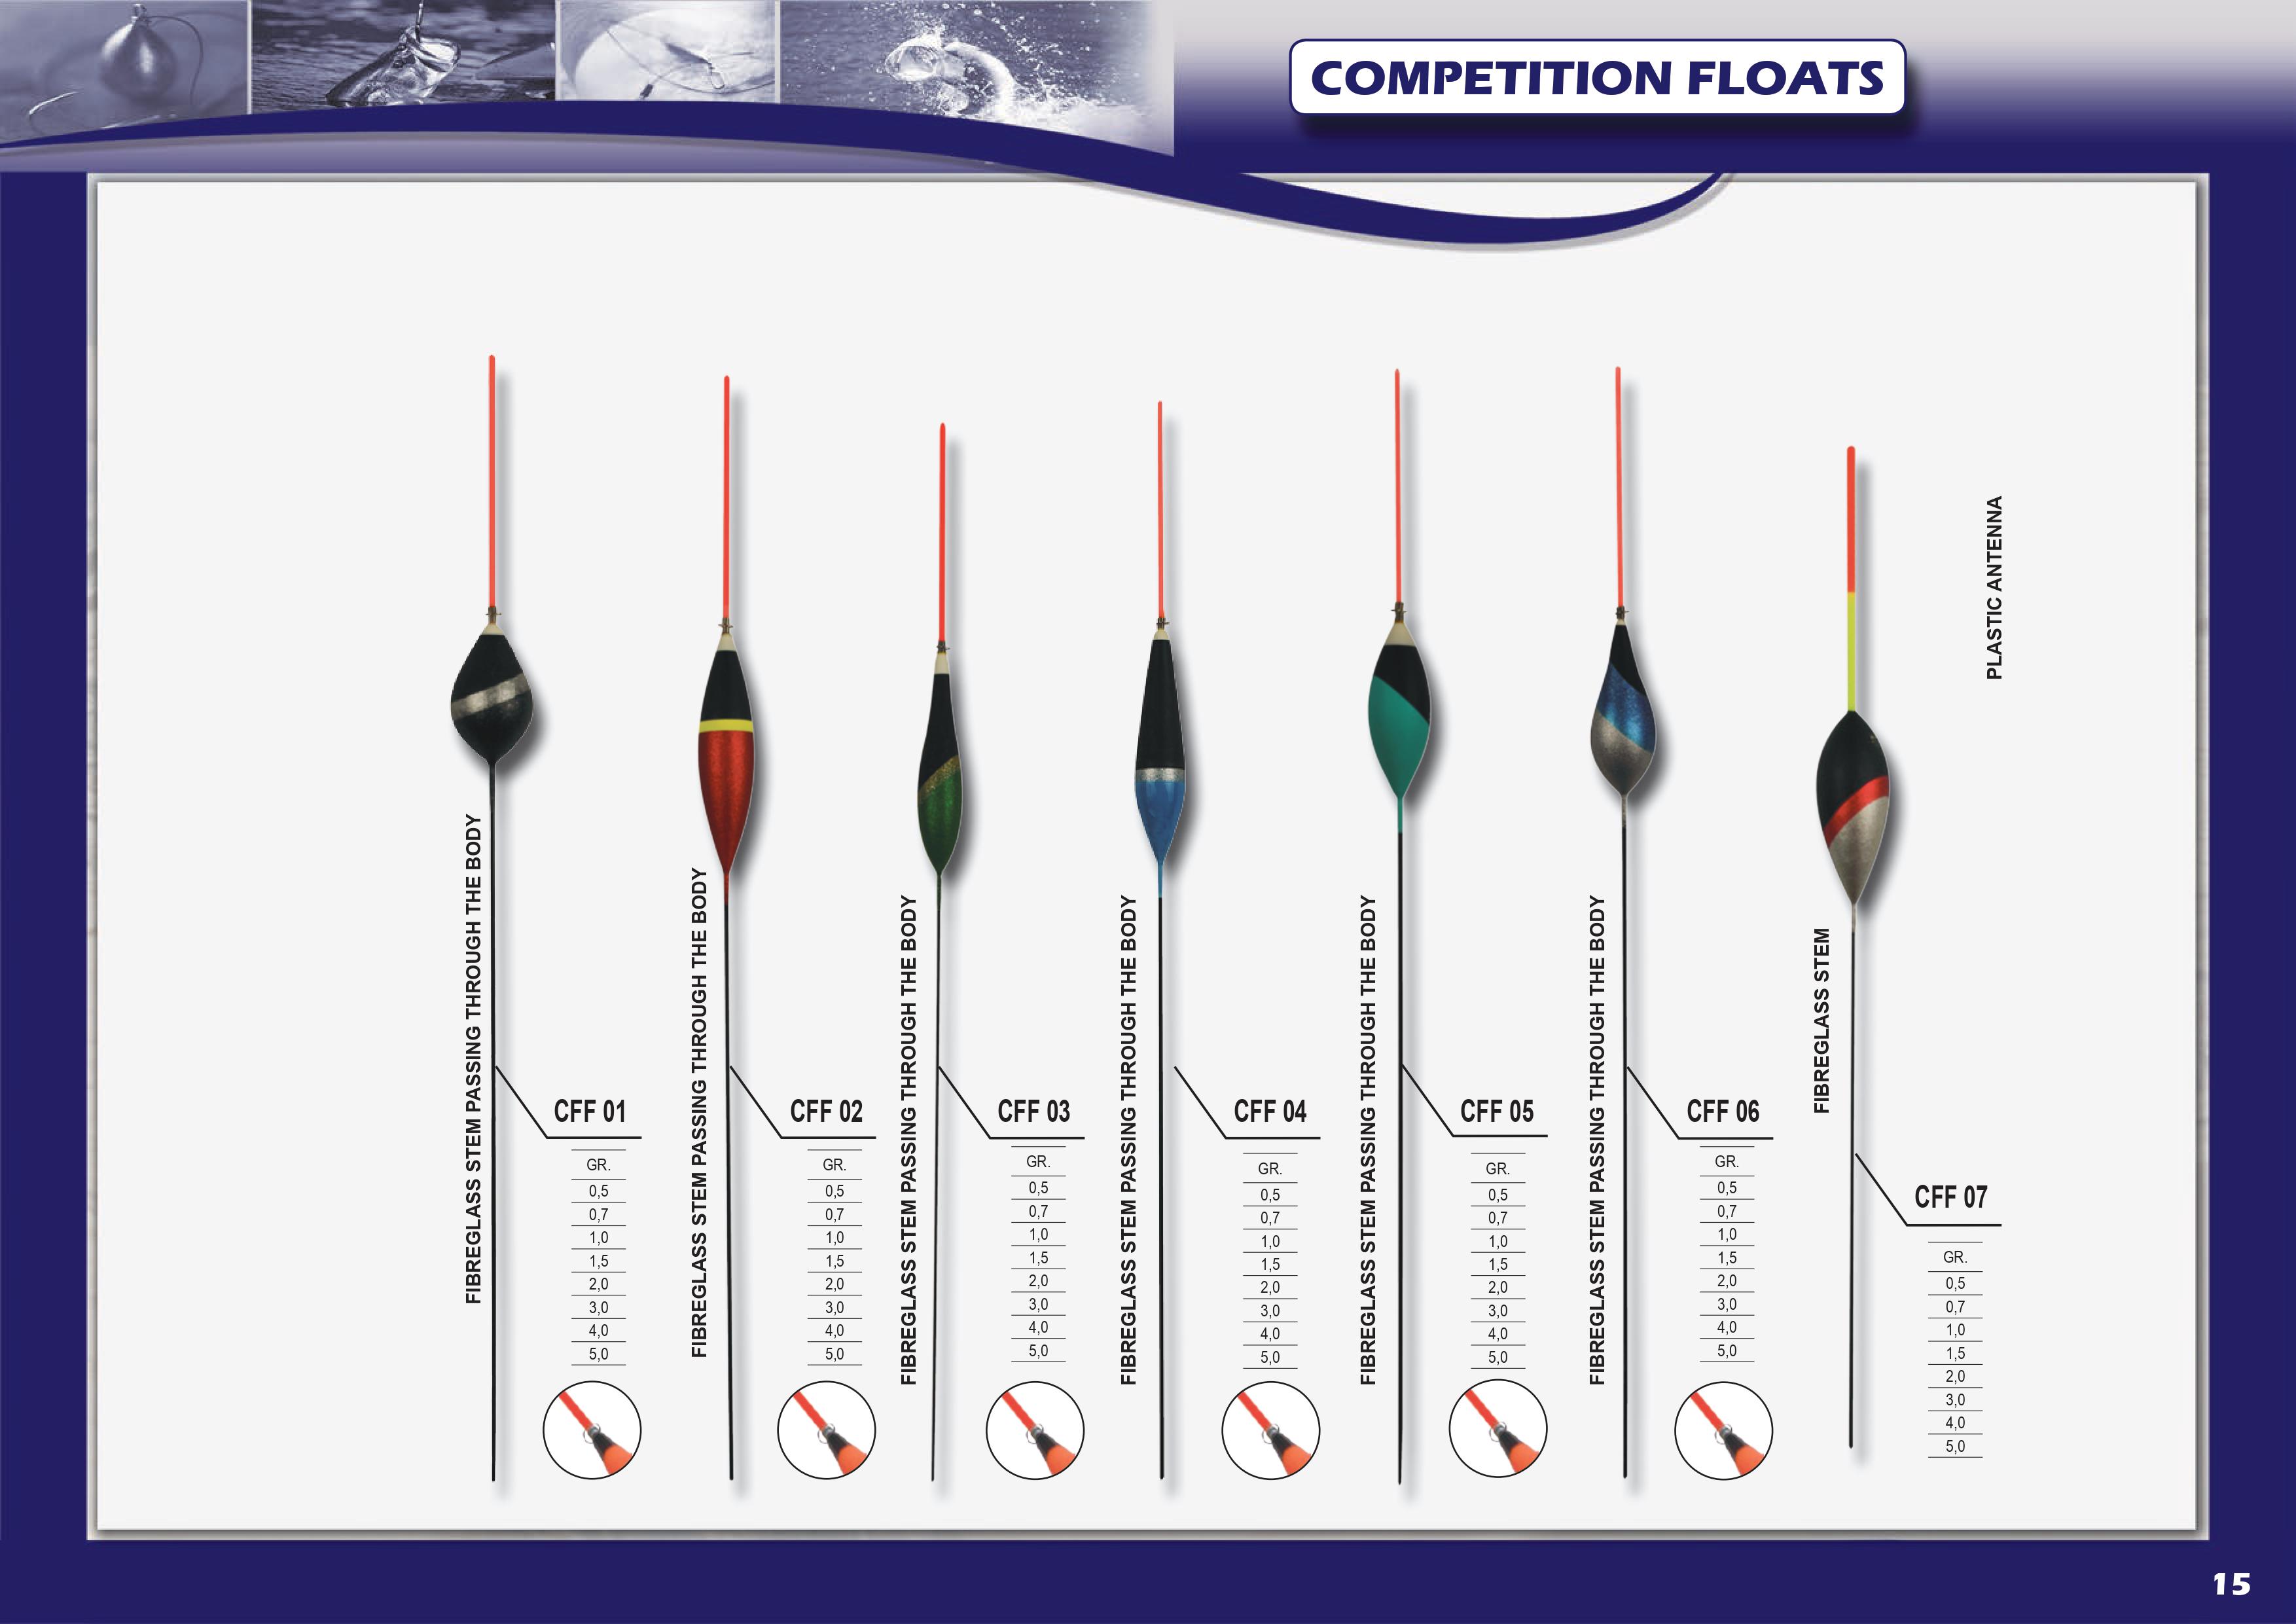 COMPETITION FLOATS
FIBREGLASS STEM PASSING THROUGH THE BODY
CFF 01
GR.
0,5
0,7
1,0
1,5
2,0
3,0
4,0
5,0
FIBREGLASS STEM PASSING THROUGH THE BODY
CFF 02
GR.
0,5
0,7
1,0
1,5
2,0
3,0
4,0
5,0
FIBREGLASS STEM PASSING THROUGH THE BODY
CFF 03
GR.
0,5
0,7
1,0
1,5
2,0
3,0
4,0
5,0
FIBREGLASS STEM PASSING THROUGH THE BODY
CFF 04
GR.
0,5
0,7
1,0
1,5
2,0
3,0
4,0
5,0
FIBREGLASS STEM PASSING THROUGH THE BODY
CFF 05
GR.
0,5
0,7
1,0
1,5
2,0
3,0
4,0
5,0
FIBREGLASS STEM PASSING THROUGH THE BODY
CFF 06
GR.
0,5
0,7
1,0
1,5
2,0
3,0
4,0
5,0
PLASTIC ANTENNA
FIBREGLASS STEM
CFF 07
GR.
0,5
0,7
1,0
1,5
2,0
3,0
4,0
5,0
15